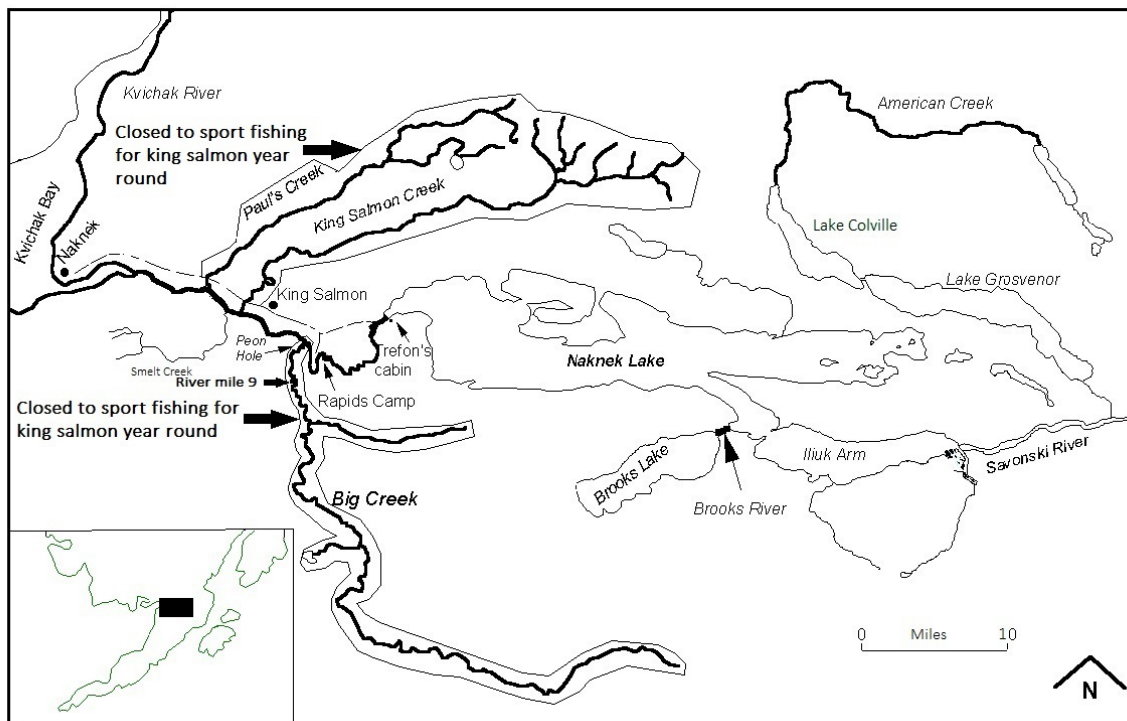 Kvichak River
American Creek
Closed to sport fishing
for king salmon year
round
Paul's Creek
King Salmon Creek
Kvichak Bay
Naknek
Lake Colville
Lake Grosvenor
King Salmon
Peon
Hole
Trefon's
cabin
Naknek Lake
Smelt Creek
River mile 9
Rapids Camp
Closed to sport fishing for
king salmon year round
Iliuk Arm
Savonski River
Brooks Lake
Big Creek
Brooks River
0 Miles 10
N